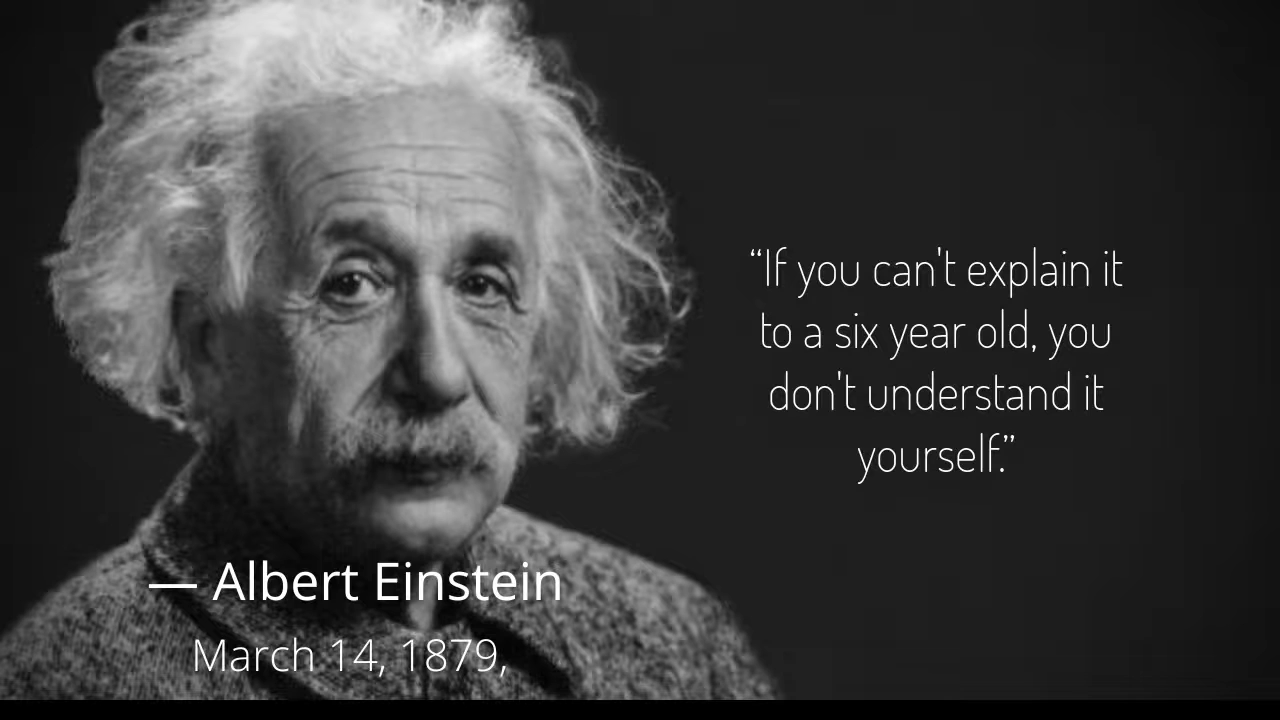 “If you can't explain it
to a six year old, you
don't understand it
yourself.”
— Albert Einstein
March 14, 1879,